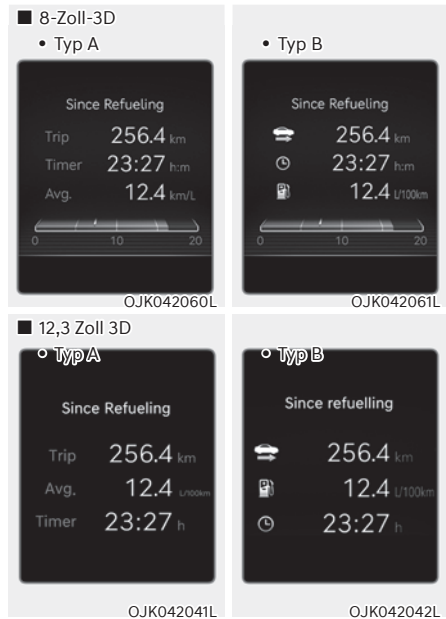 ■ 8-Zoll-3D
• Typ A
Since Refueling
Trip 256.4 km
Timer 23:27 h:m
Avg. 12.4 km/L
0 10 20
OJK042060L
• Typ B
Since Refueling
256.4 km
23:27 h:m
12.4 L/100km
0 10 20
OJK042061L
■ 12,3 Zoll 3D
• Typ A
Since Refueling
Trip 256.4 km
Avg. 12.4 L/100km
Timer 23:27 h
OJK042041L
• Typ B
Since refuelling
256.4 km
12.4 L/100km
23:27 h
OJK042042L